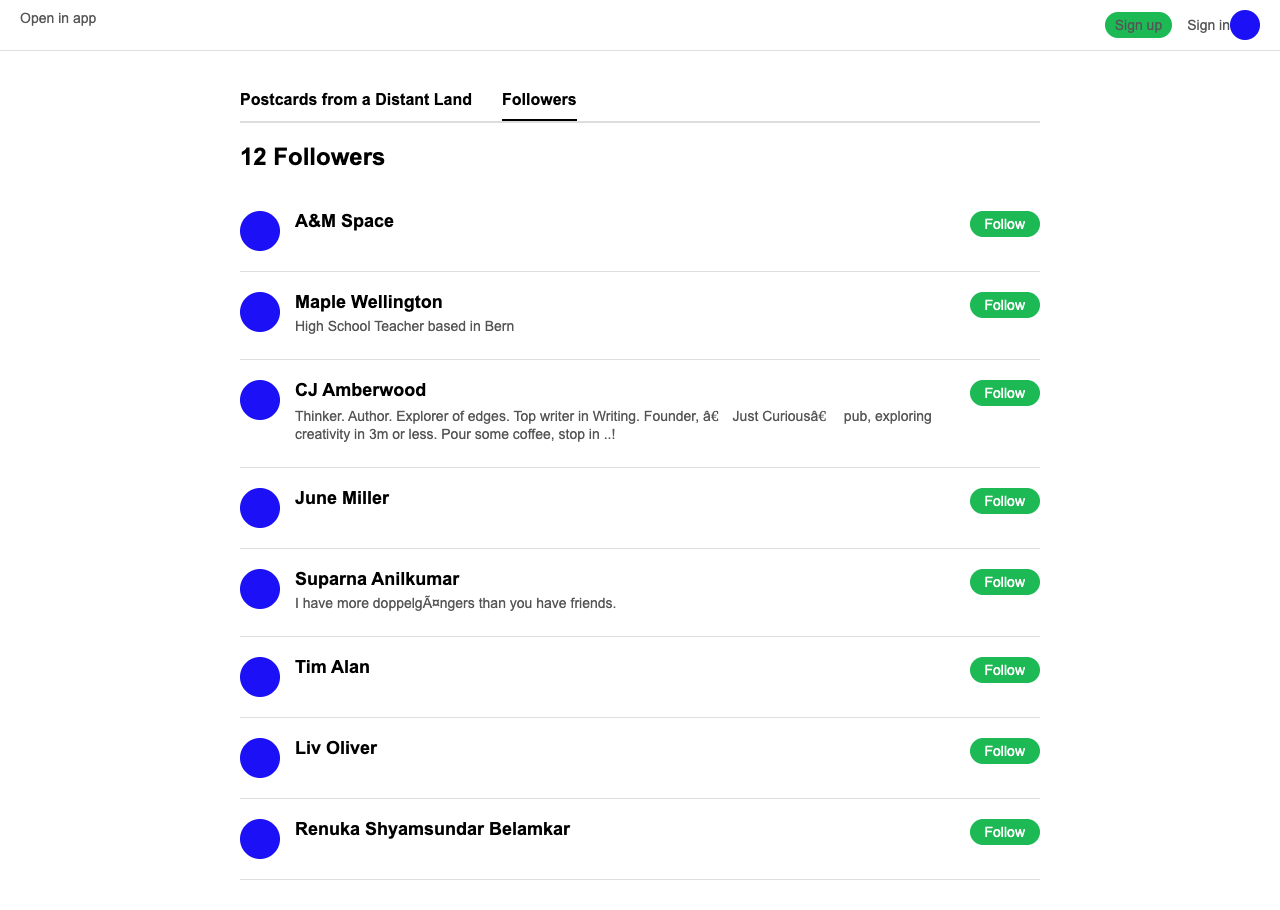 Open in app
Sign up
Sign in
Postcards from a Distant Land
Followers
12 Followers
A&M Space
Follow
Maple Wellington
Follow
High School Teacher based in Bern
CJ Amberwood
Follow
Thinker. Author. Explorer of edges. Top writer in Writing. Founder, â€ Just Curiousâ€ pub, exploring
creativity in 3m or less. Pour some coffee, stop in ..!
June Miller
Follow
Suparna Anilkumar
Follow
I have more doppelgÃ¤ngers than you have friends.
Tim Alan
Follow
Liv Oliver
Follow
Renuka Shyamsundar Belamkar
Follow